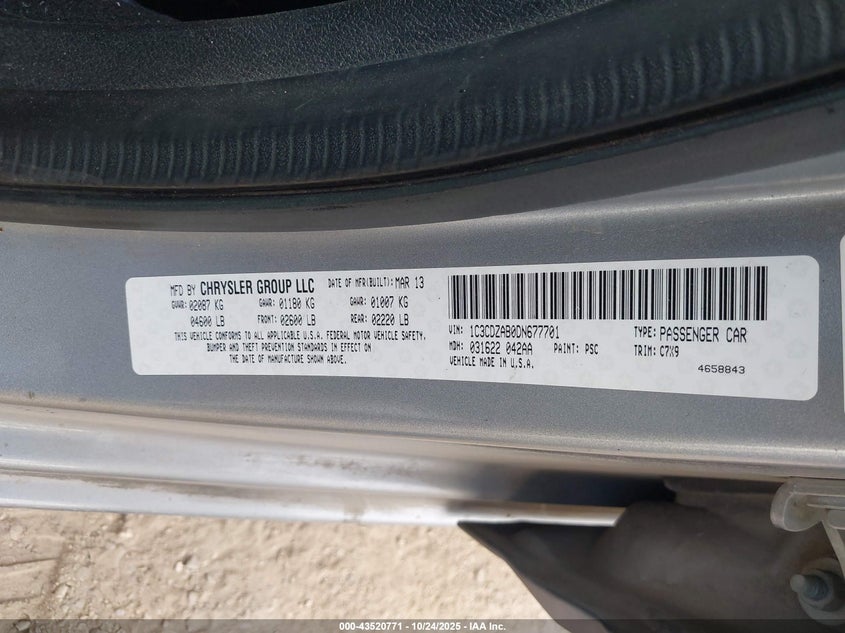 MFD BY CHRYSLER GROUP LLC DATE OF MFR(BUILT): MAR 13
GVWR: 02087 KG GAWR: 01180 KG GAWR: 01007 KG
04600 LB FRONT: 02600 LB REAR: 02220 LB
THIS VEHICLE CONFORMS TO ALL APPLICABLE U.S.A. FEDERAL MOTOR VEHICLE SAFETY,
BUMPER AND THEFT PREVENTION STANDARDS IN EFFECT ON
THE DATE OF MANUFACTURE SHOWN ABOVE.
VIN: 1C3CDZAB0DN677701 TYPE: PASSENGER CAR
MDH: 031622 042AA PAINT: PSC TRIM: C7X9
VEHICLE MADE IN U.S.A.
4658843
000-43520771 - 10/24/2025 - IAA Inc.